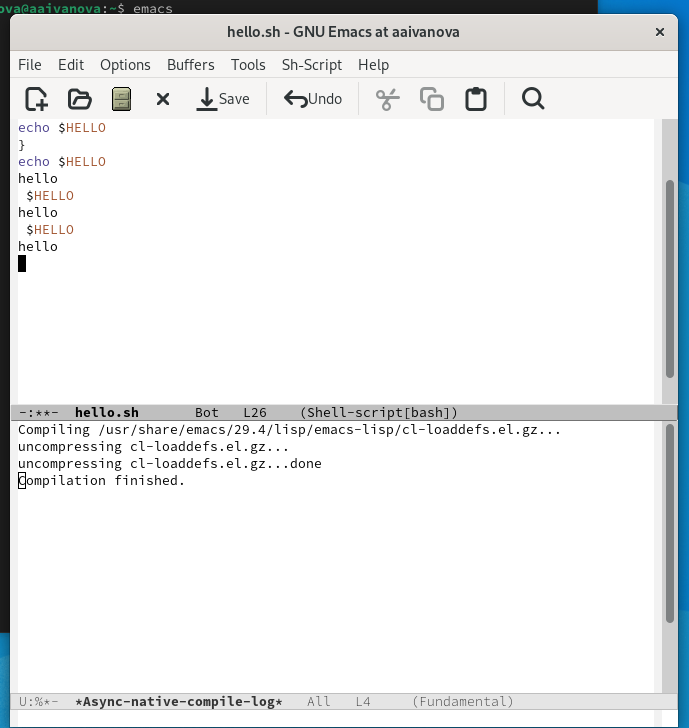 ova@aaivanova:~$ emacs
hello.sh - GNU Emacs at aaivanova
File Edit Options Buffers Tools Sh-Script Help
Save Undo
echo $HELLO
}
echo $HELLO
hello
 $HELLO
hello
 $HELLO
hello
-:**- hello.sh Bot L26 (Shell-script[bash])
Compiling /usr/share/emacs/29.4/lisp/emacs-lisp/cl-loaddefs.el.gz...
uncompressing cl-loaddefs.el.gz...
uncompressing cl-loaddefs.el.gz...done
Compilation finished.
U:%*- *Async-native-compile-log* All L4 (Fundamental)